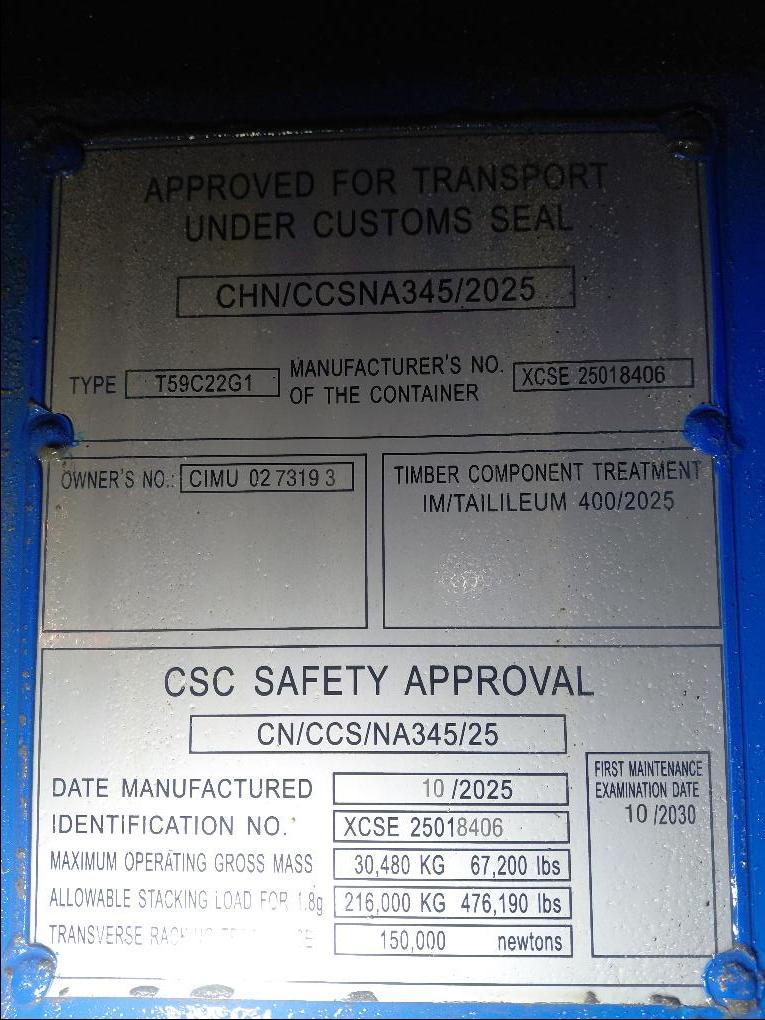 APPROVED FOR TRANSPORT
UNDER CUSTOMS SEAL
CHN/CCSNA345/2025
TYPE T59C22G1
MANUFACTURER'S NO.
OF THE CONTAINER
XCSE 25018406
OWNER'S NO.: CIMU 027319 3
TIMBER COMPONENT TREATMENT
IM/TAILILEUM 400/2025
CSC SAFETY APPROVAL
CN/CCS/NA345/25
DATE MANUFACTURED 10/2025
IDENTIFICATION NO. XCSE 25018406
MAXIMUM OPERATING GROSS MASS 30,480 KG 67,200 lbs
ALLOWABLE STACKING LOAD FOR 1.8g 216,000 KG 476,190 lbs
TRANSVERSE 150,000 newtons
FIRST MAINTENANCE
EXAMINATION DATE
10/2030